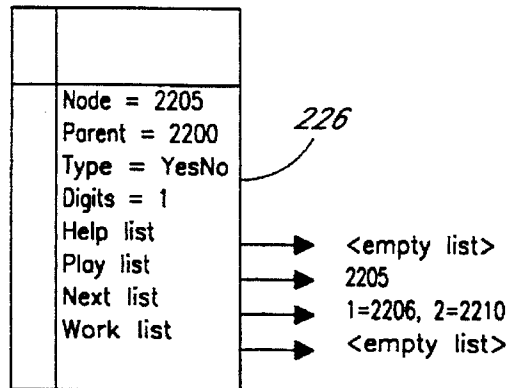 Node = 2205
Parent = 2200
226
Type = YesNo
Digits = 1
Help list
<empty list>
Play list
2205
Next list
1=2206, 2=2210
Work list
<empty list>